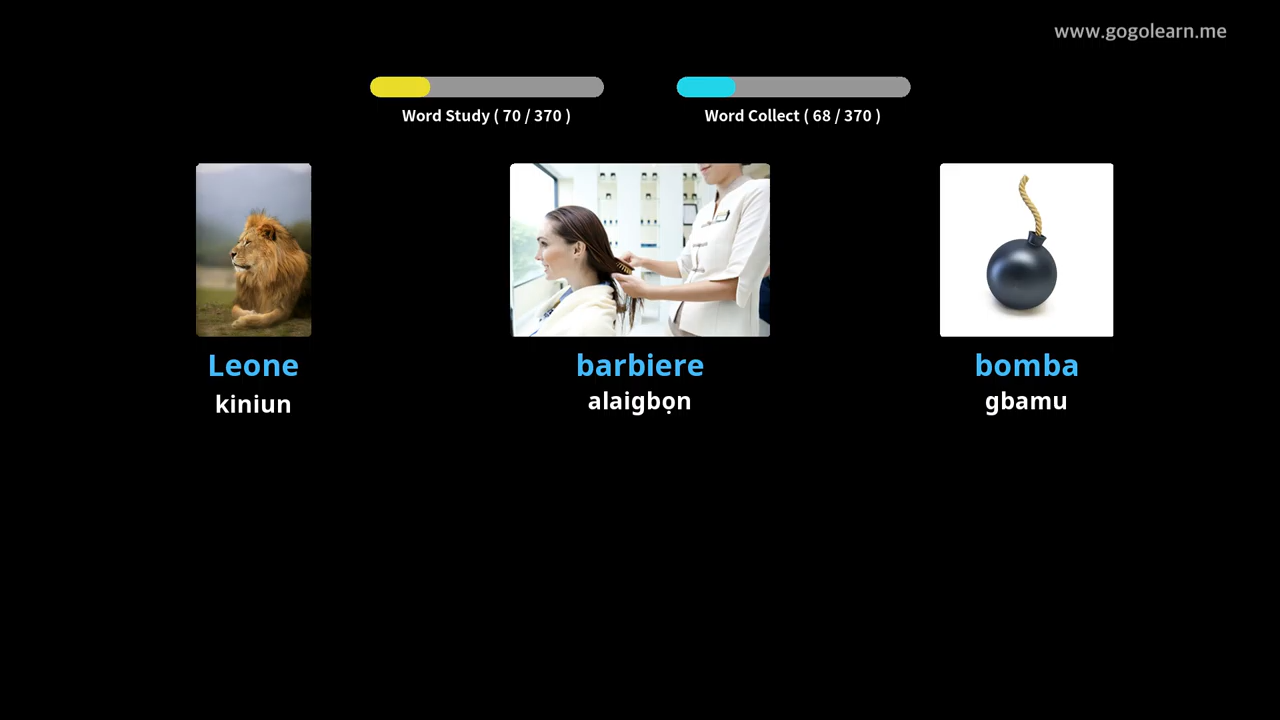 www.gogolearn.me
Word Study ( 70 / 370 )
Word Collect ( 68 / 370 )
Leone
kiniun
barbiere
alaigbọn
bomba
gbamu